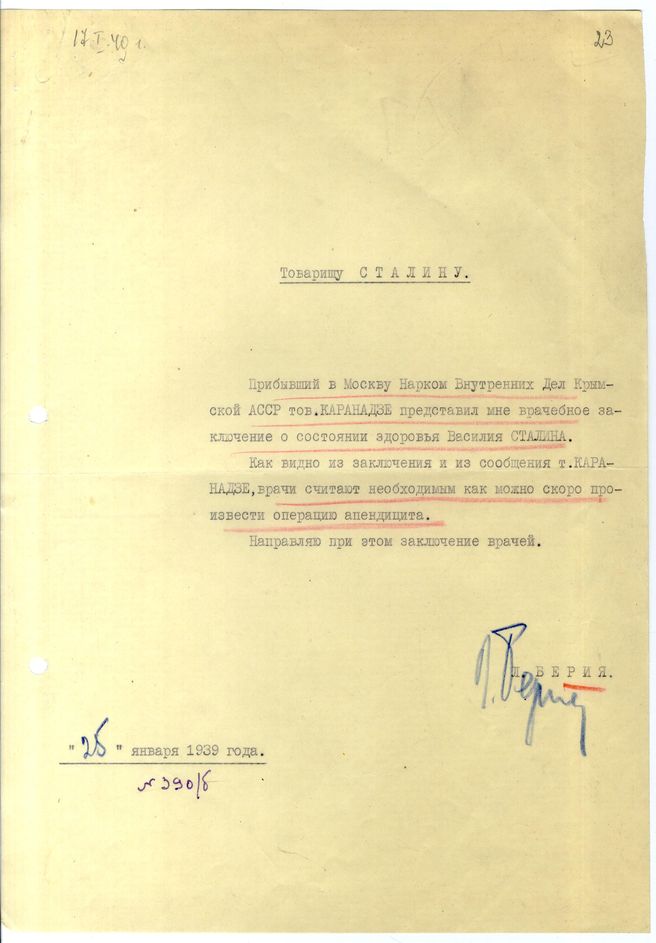 17 I 49 г.
23
Товарищу С Т А Л И Н У.
Прибывший в Москву Нарком Внутренних Дел Крым-
ской АССР тов.КАРАНАДЗЕ представил мне врачебное за-
ключение о состоянии здоровья Василия СТАЛИНА.
Как видно из заключения и из сообщения т.КАРА-
НАДЗЕ,врачи считают необходимым как можно скоро про-
извести операцию апендицита.
Направляю при этом заключение врачей.
Л. БЕРИЯ.
Л. Берия
"25" января 1939 года.
№ 390/б